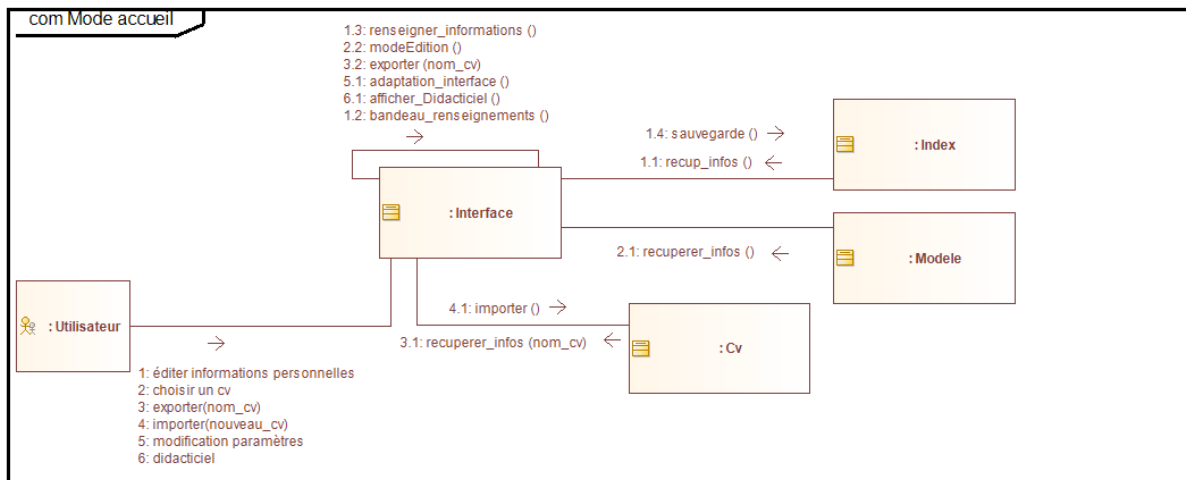 com Mode accueil
1.3: renseigner_informations ()
2.2: modeEdition ()
3.2: exporter (nom_cv)
5.1: adaptation_interface ()
6.1: afficher_Didacticiel ()
1.2: bandeau_renseignements ()
1.4: sauvegarde ()
1.1: recup_infos ()
: Index
: Interface
2.1: recuperer_infos ()
: Modele
4.1: importer ()
3.1: recuperer_infos (nom_cv)
: Cv
: Utilisateur
1: éditer informations personnelles
2: choisir un cv
3: exporter(nom_cv)
4: importer(nouveau_cv)
5: modification paramètres
6: didacticiel